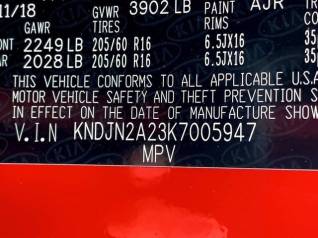 11/18 GVWR 3902 LB PAINT AJR
GAWR TIRES RIMS
ONT 2249 LB 205/60 R16 6.5JX16
AR 2028 LB 205/60 R16 6.5JX16
THIS VEHICLE CONFORMS TO ALL APPLICABLE U.S.A
MOTOR VEHICLE SAFETY AND THEFT PREVENTION S
IN EFFECT ON THE DATE OF MANUFACTURE SHOW
V.I.N KNDJN2A23K7005947
MPV